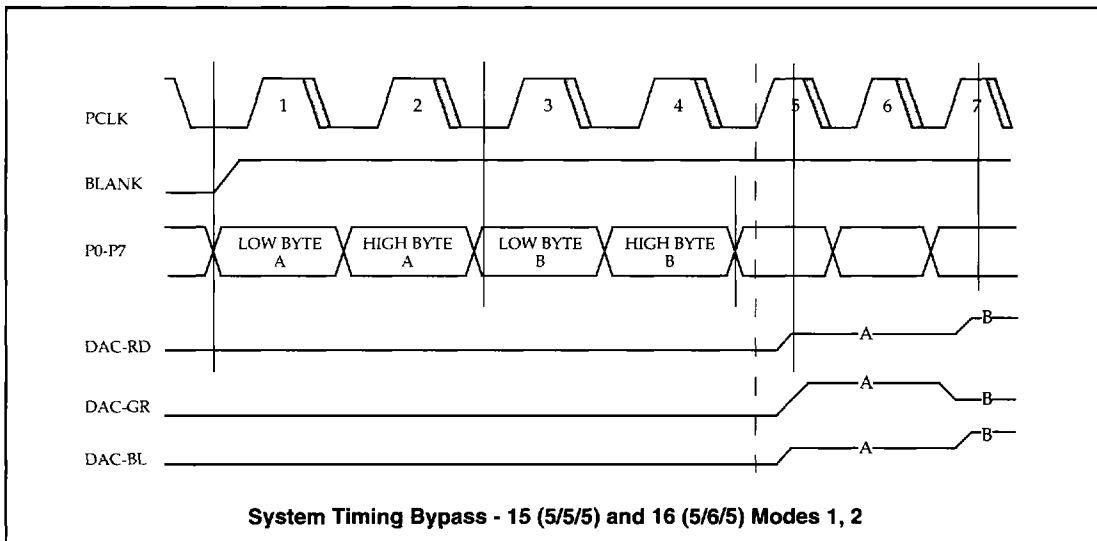 PCLK 1 2 3 4 5 6 7
BLANK
P0-P7
LOW BYTE HIGH BYTE LOW BYTE HIGH BYTE
A A B B
DAC-RD A B
DAC-GR A B
DAC-BL A B
System Timing Bypass - 15 (5/5/5) and 16 (5/6/5) Modes 1, 2